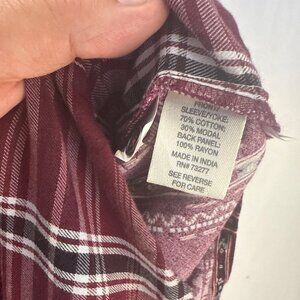 FRONT/
SLEEVE/YOKE:
70% COTTON;
30% MODAL
BACK PANEL:
100% RAYON
MADE IN INDIA
RN# 73277
SEE REVERSE
FOR CARE